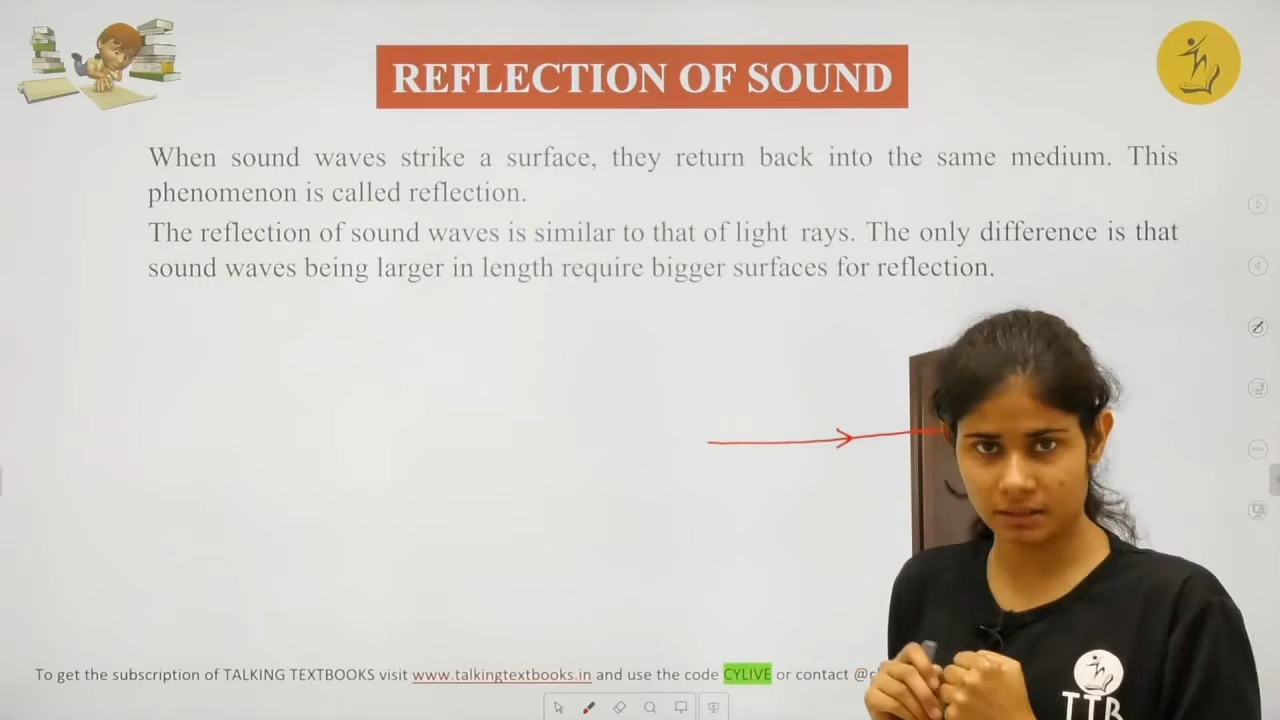 REFLECTION OF SOUND
When sound waves strike a surface, they return back into the same medium. This
phenomenon is called reflection.
The reflection of sound waves is similar to that of light rays. The only difference is that
sound waves being larger in length require bigger surfaces for reflection.
To get the subscription of TALKING TEXTBOOKS visit www.talkingtextbooks.in and use the code CYLIVE or contact
TTB